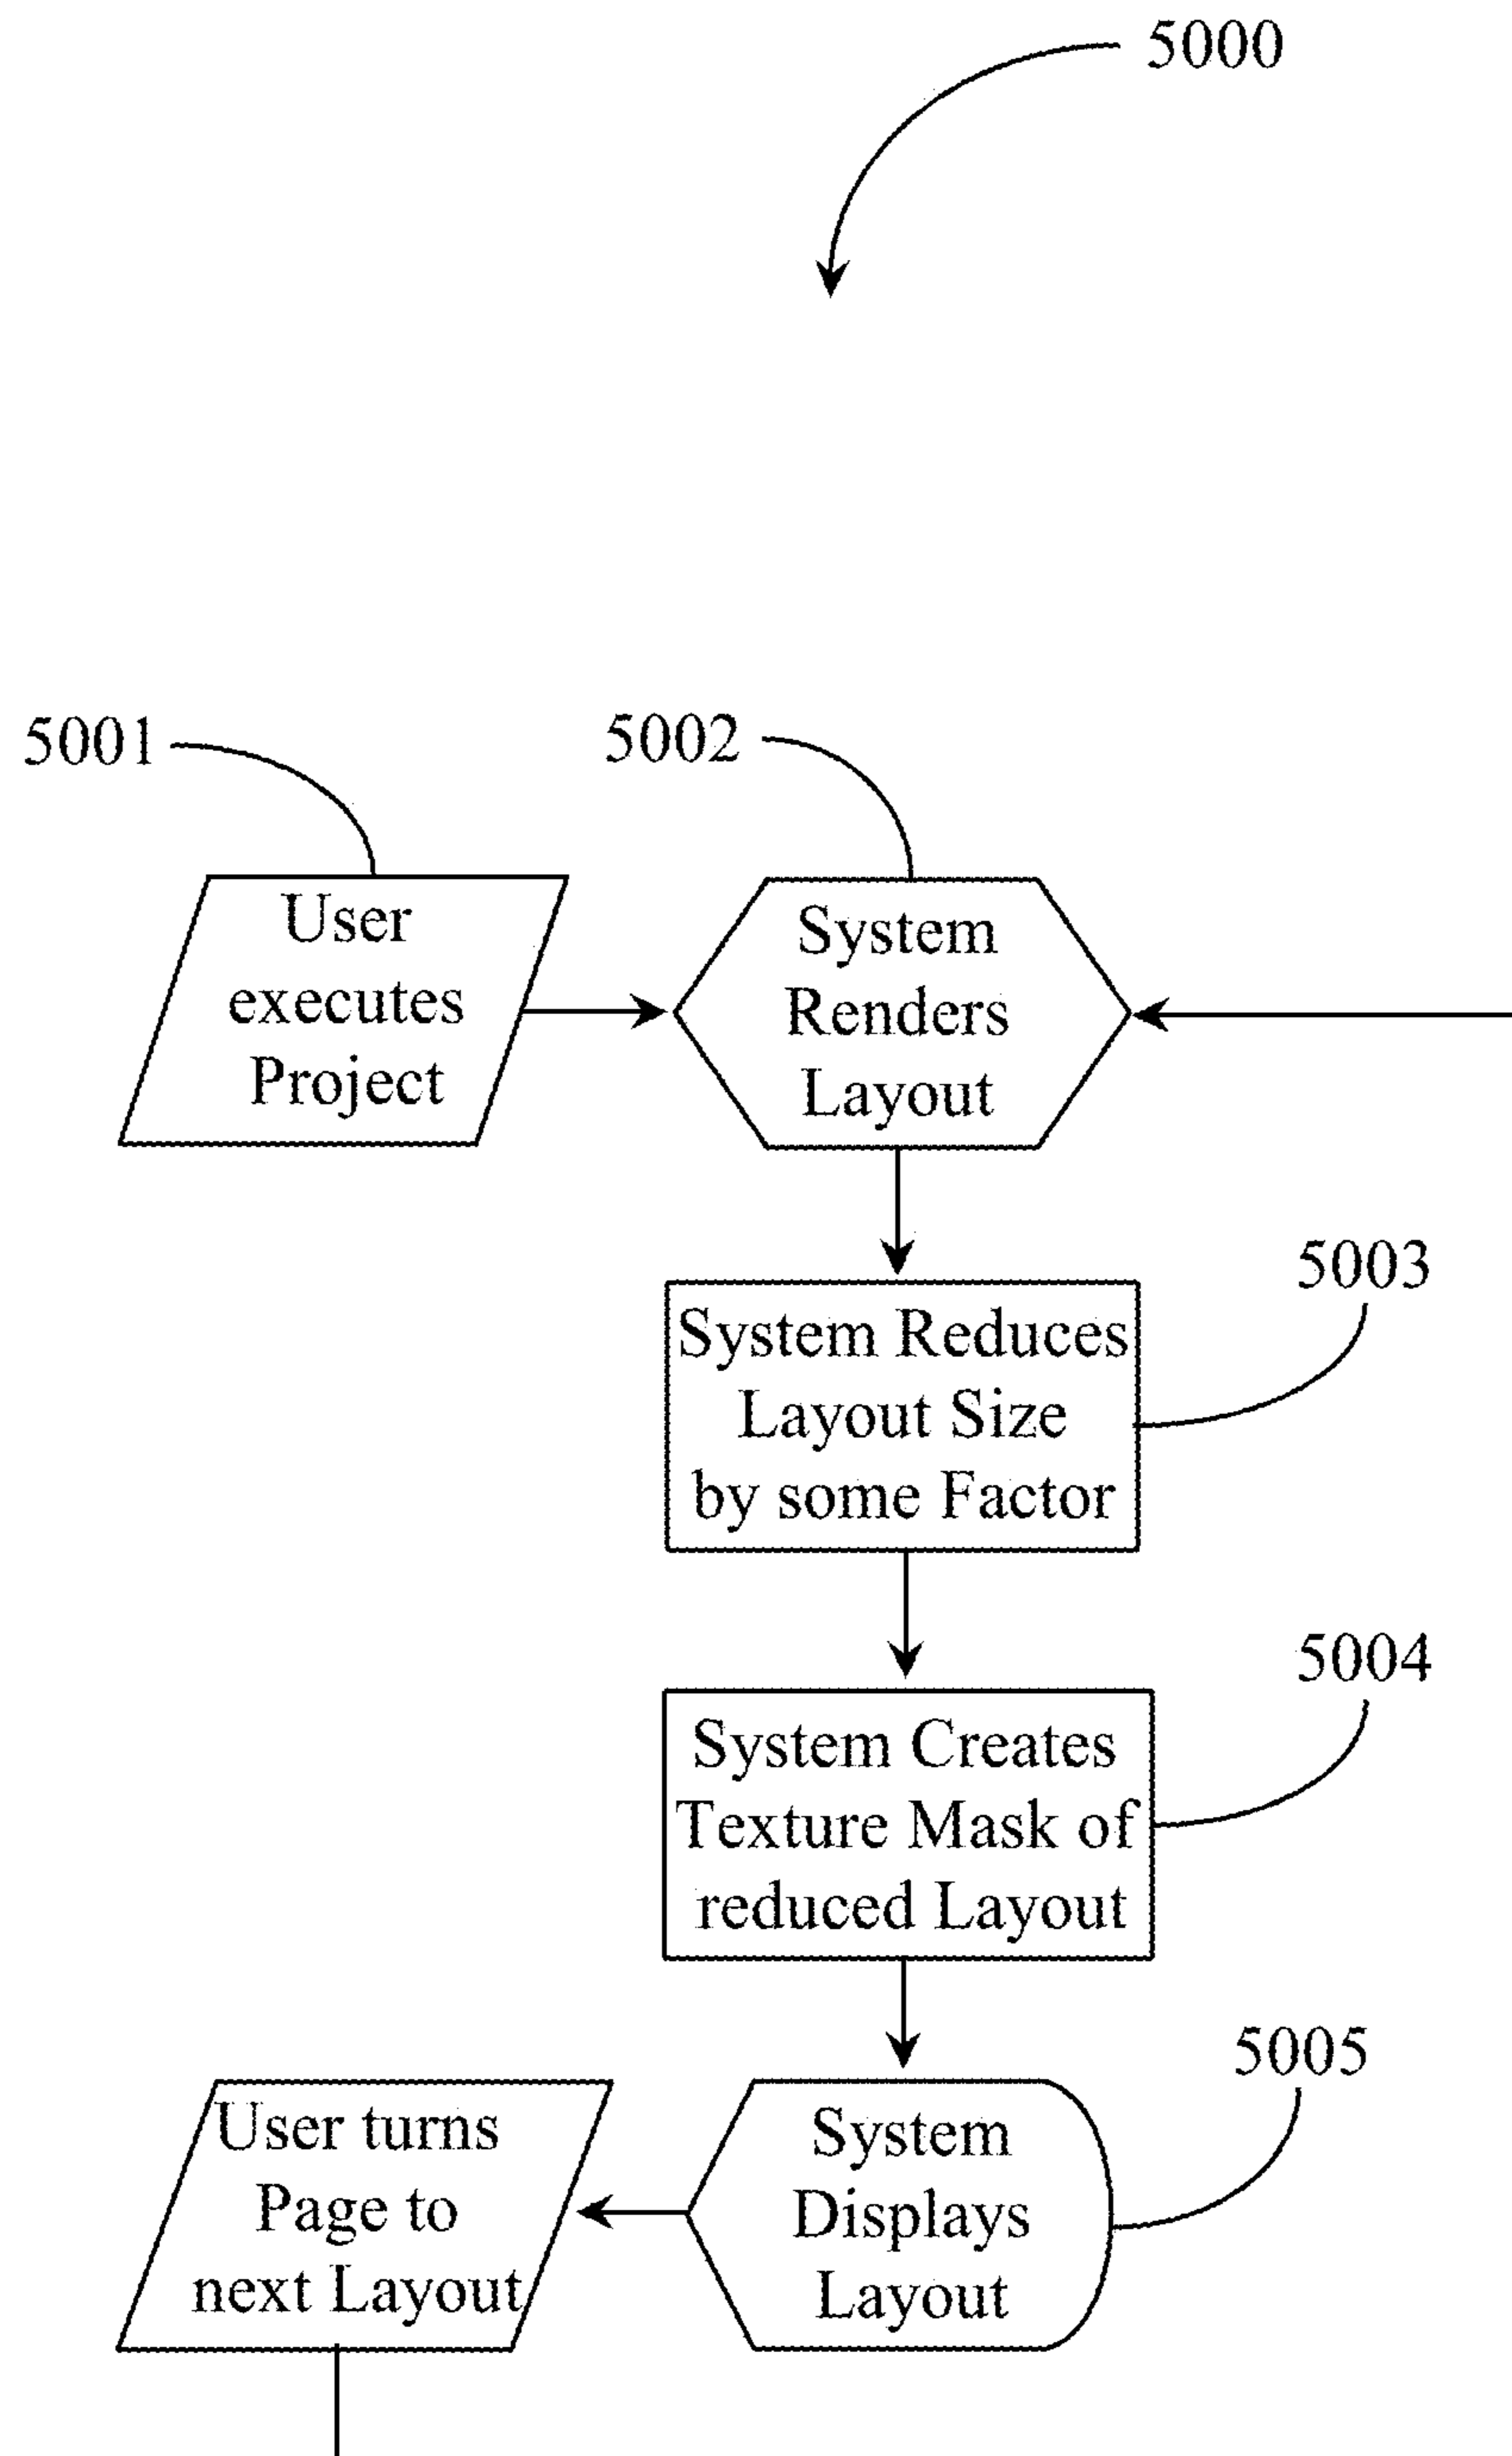 5000
5001
5002
User
executes
Project
System
Renders
Layout
5003
System Reduces
Layout Size
by some Factor
5004
System Creates
Texture Mask of
reduced Layout
5005
User turns
Page to
next Layout
System
Displays
Layout